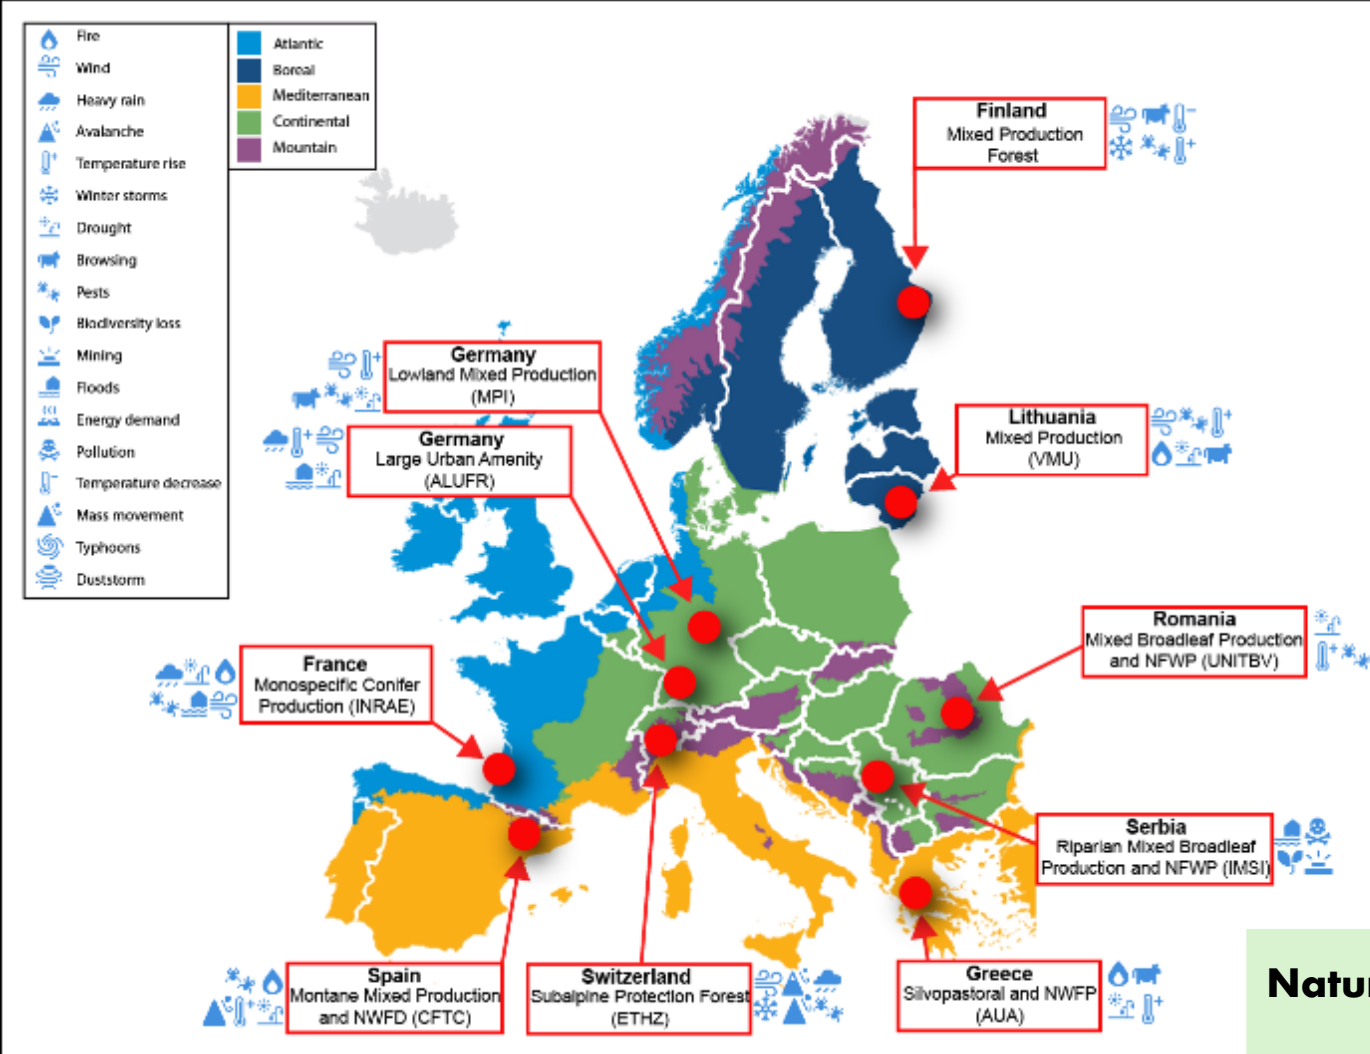 Fire
Wind
Heavy rain
Avalanche
Temperature rise
Winter storms
Drought
Browsing
Pests
Biodiversity loss
Mining
Floods
Energy demand
Pollution
Temperature decrease
Mass movement
Typhoons
Duststorm
Atlantic
Boreal
Mediterranean
Continental
Mountain
Finland
Mixed Production
Forest
Germany
Lowland Mixed Production
(MPI)
Germany
Large Urban Amenity
(ALUFR)
Lithuania
Mixed Production
(VMU)
France
Monospecific Conifer
Production (INRAE)
Romania
Mixed Broadleaf Production
and NFWP (UNITBV)
Serbia
Riparian Mixed Broadleaf
Production and NFWP (IMSI)
Spain
Montane Mixed Production
and NWFD (CFTC)
Switzerland
Subalpine Protection Forest
(ETHZ)
Greece
Silvopastoral and NWFP
(AUA)
Natur